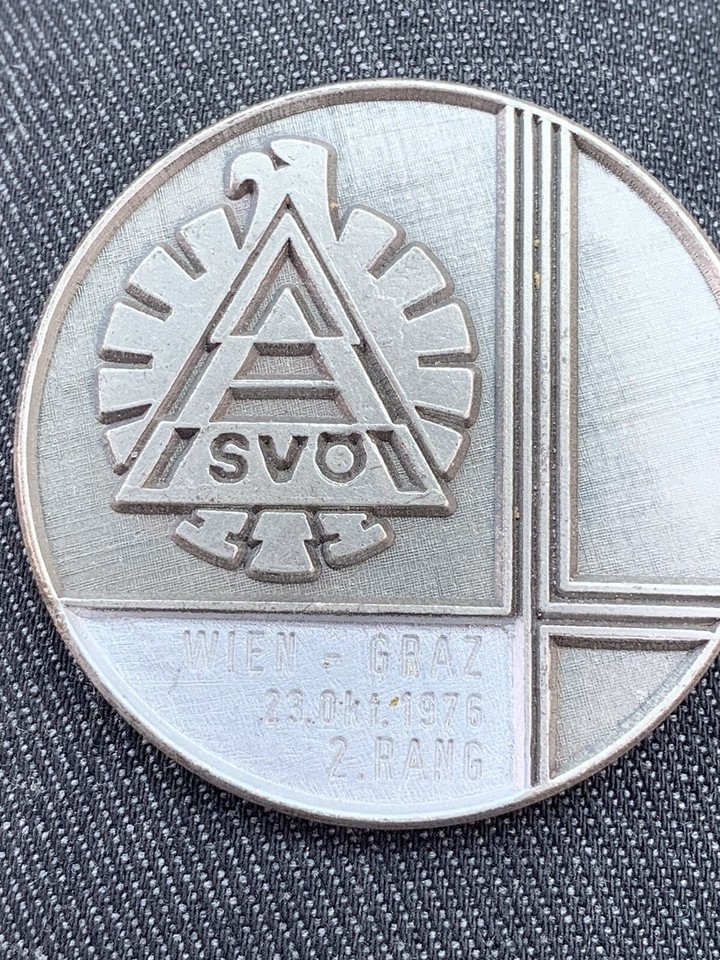 A
SVÖ
WIEN - GRAZ
23.Okt.1976
2.RANG